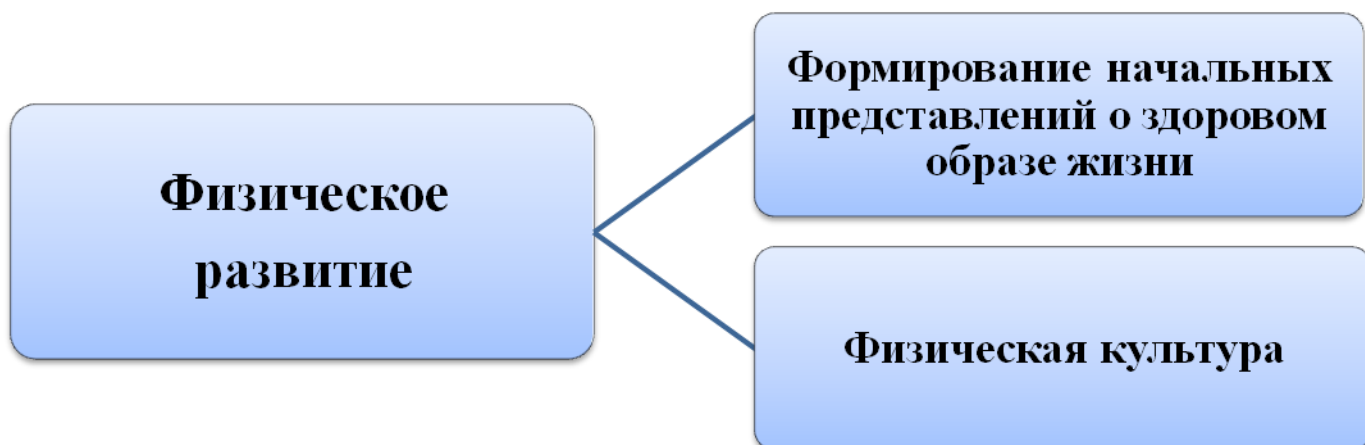 Физическое
развитие
Формирование начальных
представлений о здоровом
образе жизни
Физическая культура